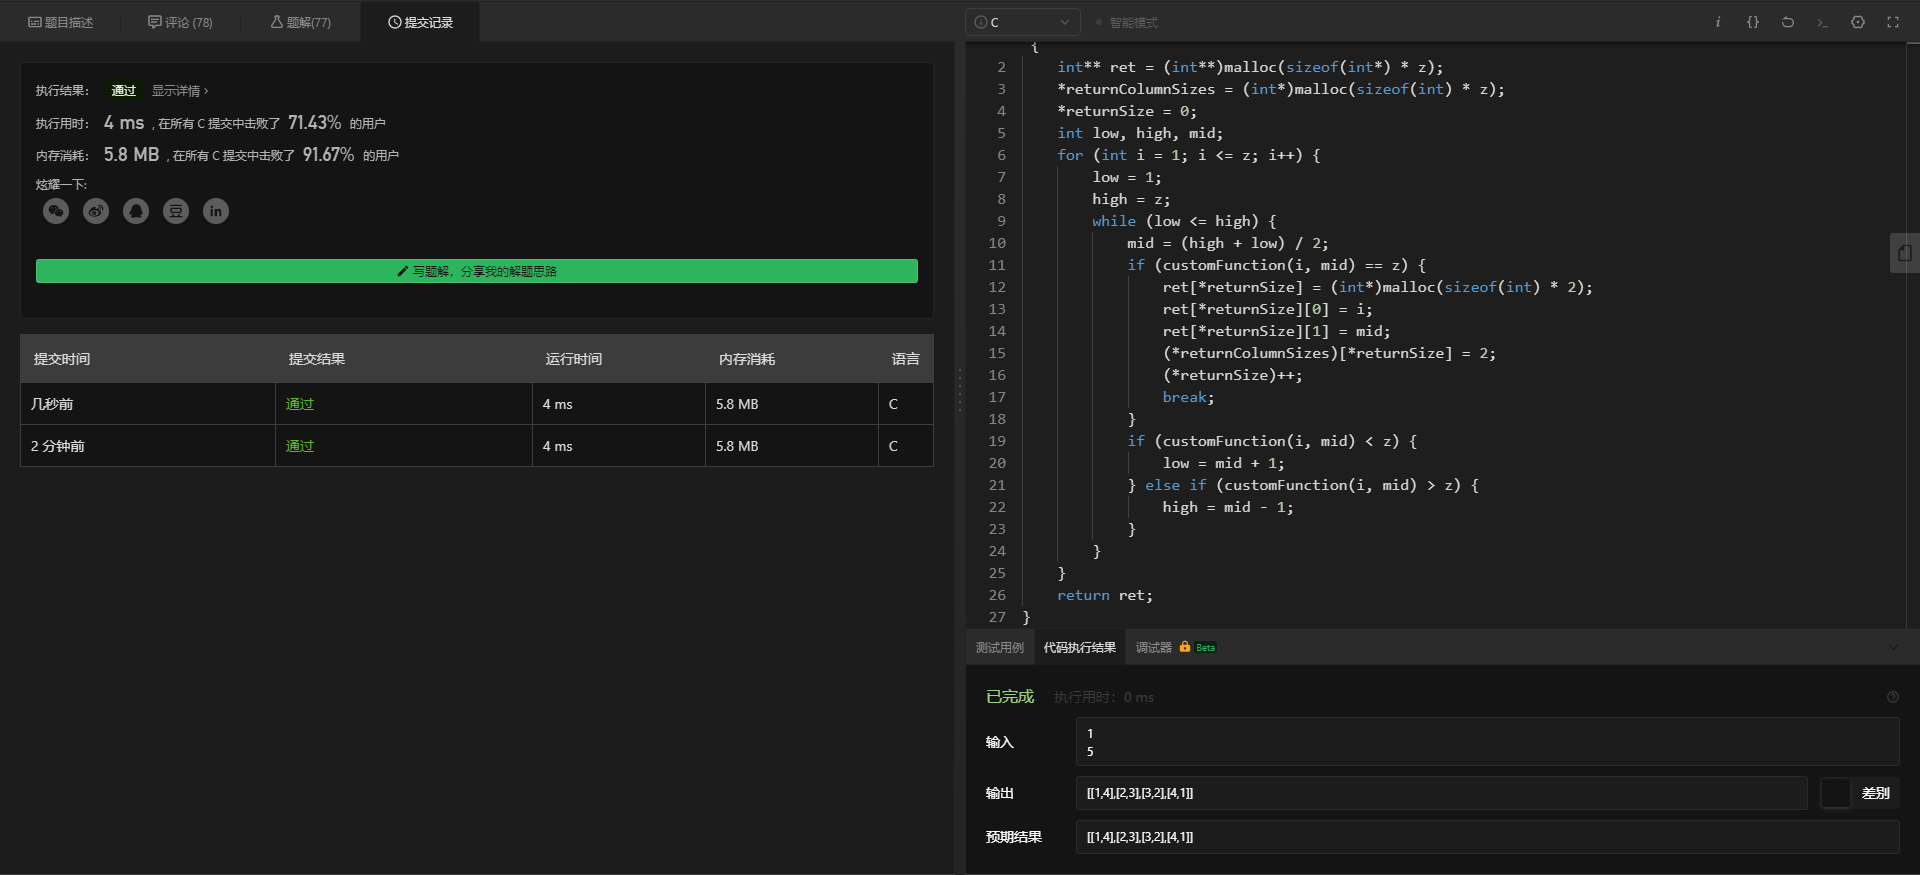 题目描述
评论 (78)
题解(77)
提交记录
执行结果：
通过
显示详情 ›
执行用时：
4 ms
, 在所有 C 提交中击败了
71.43%
的用户
内存消耗：
5.8 MB
, 在所有 C 提交中击败了
91.67%
的用户
炫耀一下:
豆
in
写题解，分享我的解题思路
提交时间 提交结果 运行时间 内存消耗 语言
几秒前 通过 4 ms 5.8 MB C
2 分钟前 通过 4 ms 5.8 MB C
C
智能模式
i {} >_
{
2 int** ret = (int**)malloc(sizeof(int*) * z);
3 *returnColumnSizes = (int*)malloc(sizeof(int) * z);
4 *returnSize = 0;
5 int low, high, mid;
6 for (int i = 1; i <= z; i++) {
7 low = 1;
8 high = z;
9 while (low <= high) {
10 mid = (high + low) / 2;
11 if (customFunction(i, mid) == z) {
12 ret[*returnSize] = (int*)malloc(sizeof(int) * 2);
13 ret[*returnSize][0] = i;
14 ret[*returnSize][1] = mid;
15 (*returnColumnSizes)[*returnSize] = 2;
16 (*returnSize)++;
17 break;
18 }
19 if (customFunction(i, mid) < z) {
20 low = mid + 1;
21 } else if (customFunction(i, mid) > z) {
22 high = mid - 1;
23 }
24 }
25 }
26 return ret;
27 }
测试用例
代码执行结果
调试器
Beta
已完成
执行用时：0 ms
输入
1
5
输出
[[1,4],[2,3],[3,2],[4,1]]
差别
预期结果
[[1,4],[2,3],[3,2],[4,1]]